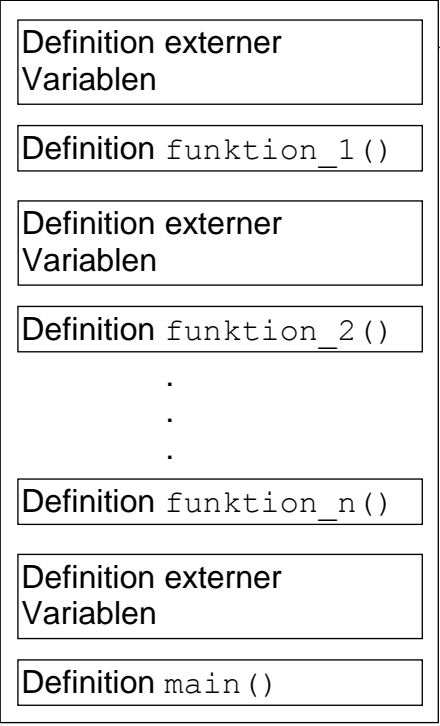 Definition externer
Variablen
Definition funktion_1()
Definition externer
Variablen
Definition funktion_2()
.
.
.
Definition funktion_n()
Definition externer
Variablen
Definition main()